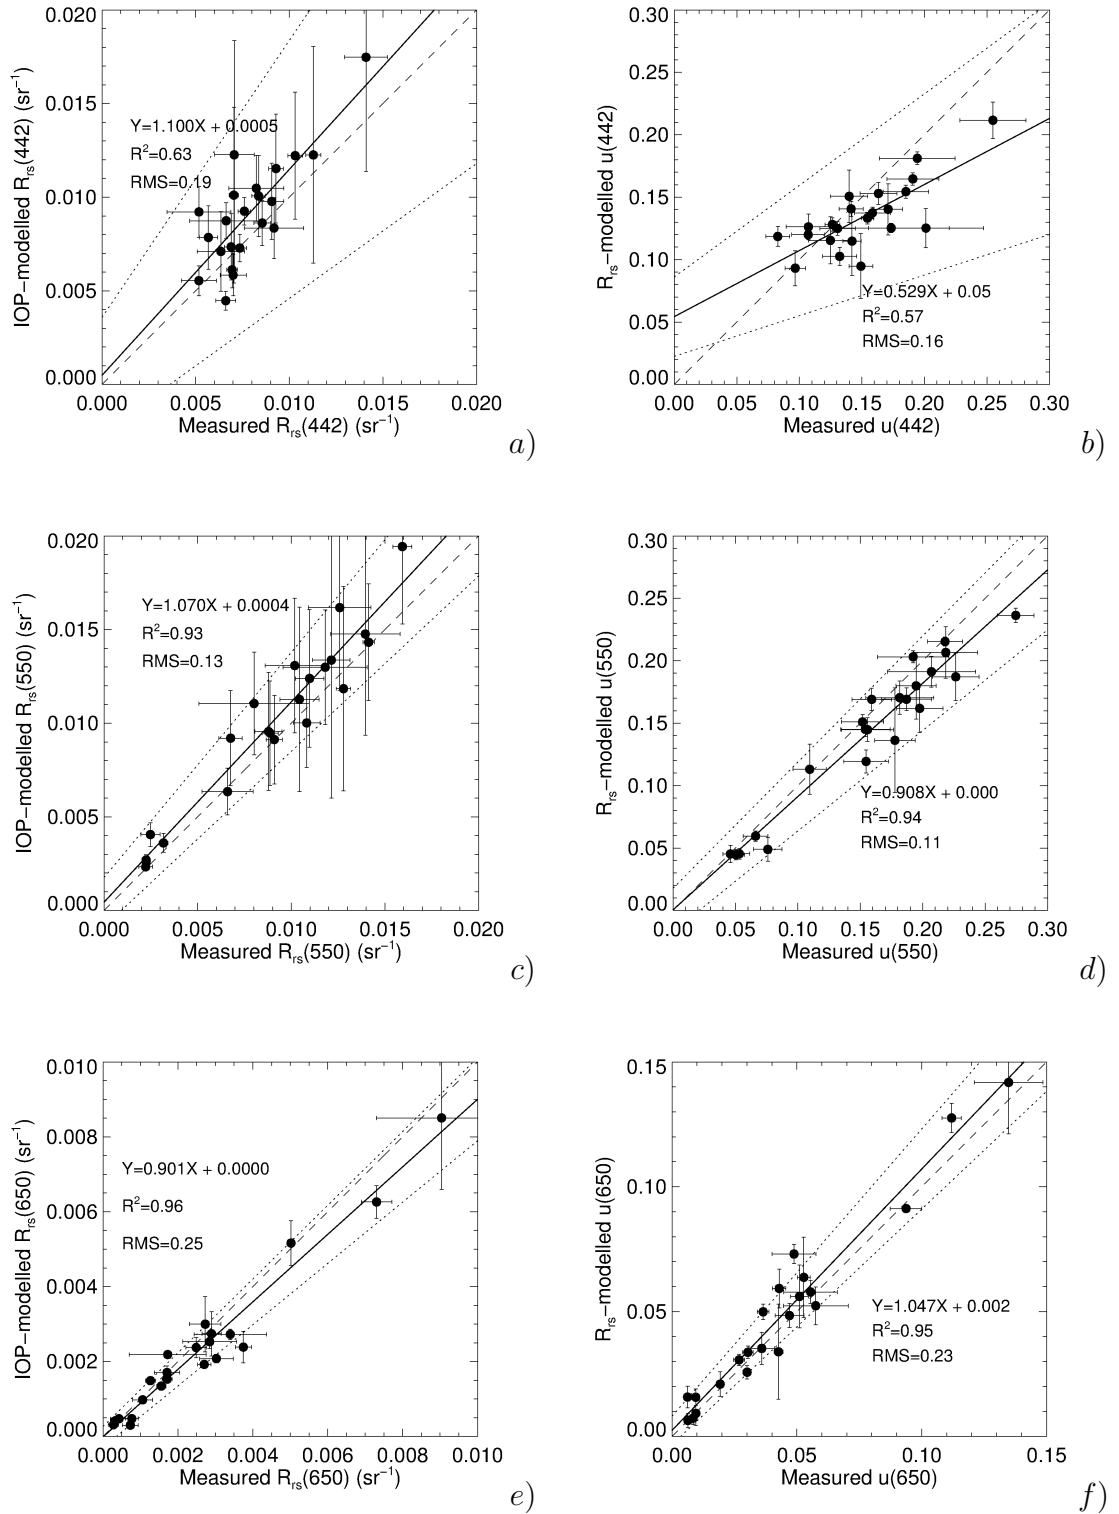 0.020
0.015
0.010
0.005
0.000
IOP−modelled Rrs(442) (sr−1)
Y=1.100X + 0.0005
R2=0.63
RMS=0.19
0.000 0.005 0.010 0.015 0.020
Measured Rrs(442) (sr−1)
a)
0.30
0.25
0.20
0.15
0.10
0.05
0.00
Rrs−modelled u(442)
Y=0.529X + 0.05
R2=0.57
RMS=0.16
0.00 0.05 0.10 0.15 0.20 0.25 0.30
Measured u(442)
b)
0.020
0.015
0.010
0.005
0.000
IOP−modelled Rrs(550) (sr−1)
Y=1.070X + 0.0004
R2=0.93
RMS=0.13
0.000 0.005 0.010 0.015 0.020
Measured Rrs(550) (sr−1)
c)
0.30
0.25
0.20
0.15
0.10
0.05
0.00
Rrs−modelled u(550)
Y=0.908X + 0.000
R2=0.94
RMS=0.11
0.00 0.05 0.10 0.15 0.20 0.25 0.30
Measured u(550)
d)
0.010
0.008
0.006
0.004
0.002
0.000
IOP−modelled Rrs(650) (sr−1)
Y=0.901X + 0.0000
R2=0.96
RMS=0.25
0.000 0.002 0.004 0.006 0.008 0.010
Measured Rrs(650) (sr−1)
e)
0.15
0.10
0.05
0.00
Rrs−modelled u(650)
Y=1.047X + 0.002
R2=0.95
RMS=0.23
0.00 0.05 0.10 0.15
Measured u(650)
f)